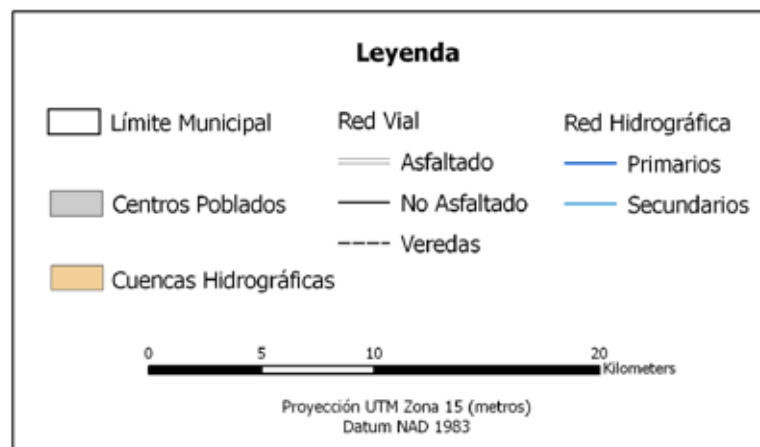 Leyenda
Límite Municipal
Centros Poblados
Cuencas Hidrográficas
Red Vial
Asfaltado
No Asfaltado
Veredas
Red Hidrográfica
Primarios
Secundarios
0 5 10 20
Kilometers
Proyección UTM Zona 15 (metros)
Datum NAD 1983